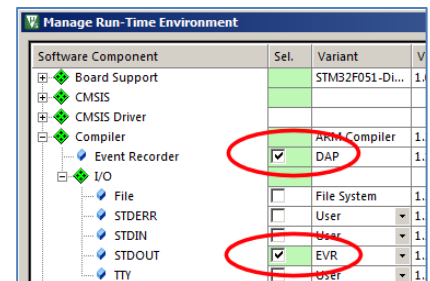 Manage Run-Time Environment
Software Component Sel. Variant V
Board Support STM32F051-Di... 1.
CMSIS
CMSIS Driver
Compiler ARM Compiler 1.
Event Recorder DAP 1.
I/O
File File System 1.
STDERR User 1.
STDIN User 1.
STDOUT EVR 1.
TTY User 1.